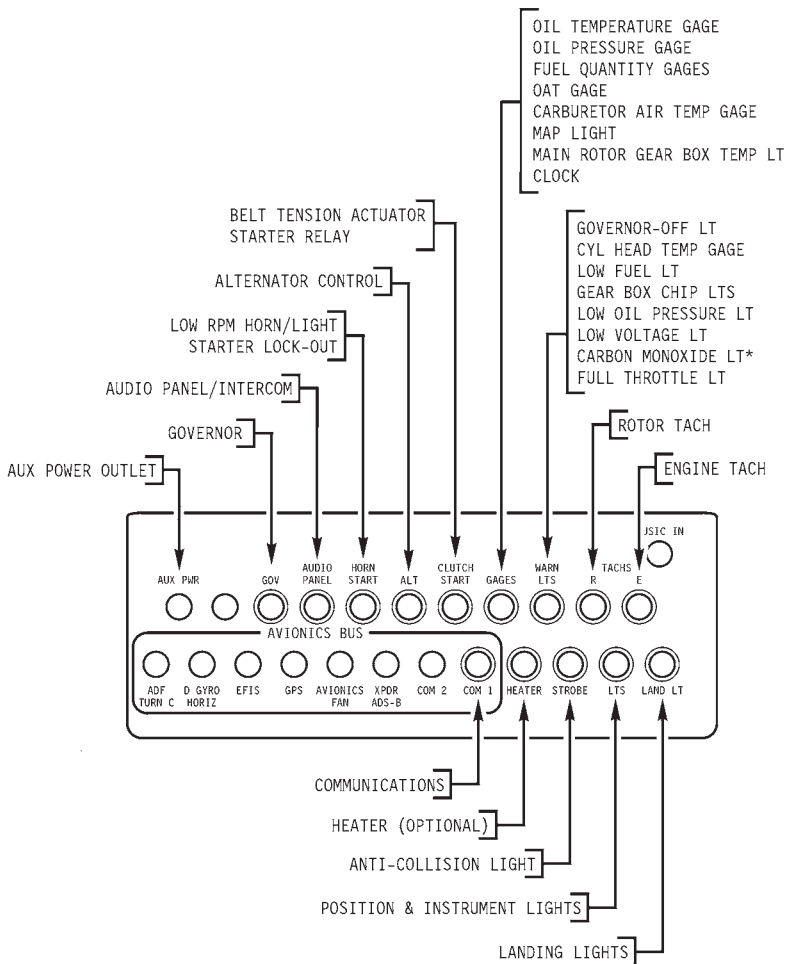 OIL TEMPERATURE GAGE
OIL PRESSURE GAGE
FUEL QUANTITY GAGES
OAT GAGE
CARBURETOR AIR TEMP GAGE
MAP LIGHT
MAIN ROTOR GEAR BOX TEMP LT
CLOCK
BELT TENSION ACTUATOR
STARTER RELAY
GOVERNOR-OFF LT
CYL HEAD TEMP GAGE
LOW FUEL LT
GEAR BOX CHIP LTS
LOW OIL PRESSURE LT
LOW VOLTAGE LT
CARBON MONOXIDE LT*
FULL THROTTLE LT
ALTERNATOR CONTROL
LOW RPM HORN/LIGHT
STARTER LOCK-OUT
AUDIO PANEL/INTERCOM
GOVERNOR
ROTOR TACH
AUX POWER OUTLET
ENGINE TACH
USIC IN
AUX PWR
GOV
AUDIO
PANEL
HORN
START
ALT
CLUTCH
START
GAGES
WARN
LTS
TACHS
R
E
AVIONICS BUS
ADF
TURN C
D GYRO
HORIZ
EFIS
GPS
AVIONICS
FAN
XPDR
ADS-B
COM 2
COM 1
HEATER
STROBE
LTS
LAND LT
COMMUNICATIONS
HEATER (OPTIONAL)
ANTI-COLLISION LIGHT
POSITION & INSTRUMENT LIGHTS
LANDING LIGHTS